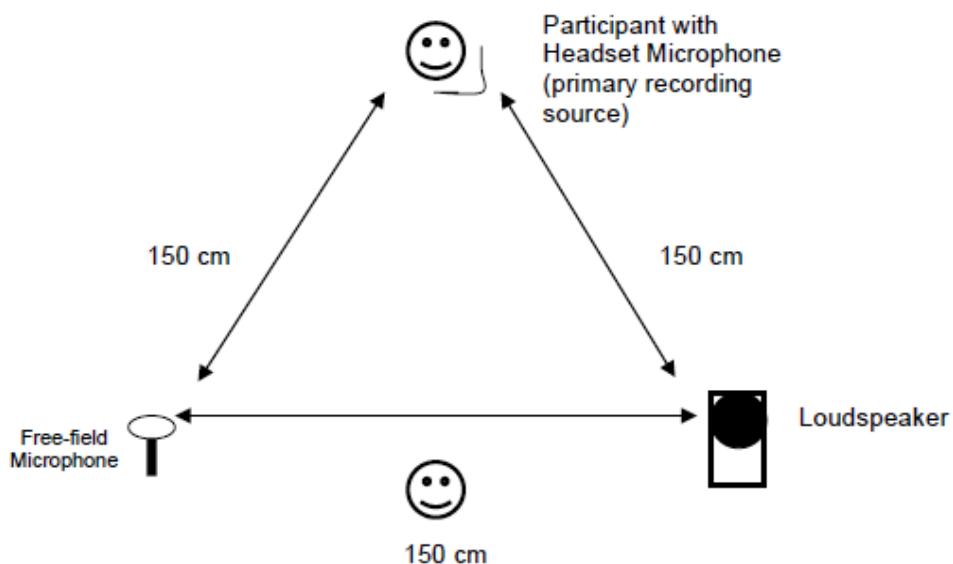 Participant with
Headset Microphone
(primary recording
source)
150 cm
150 cm
Free-field
Microphone
Loudspeaker
150 cm